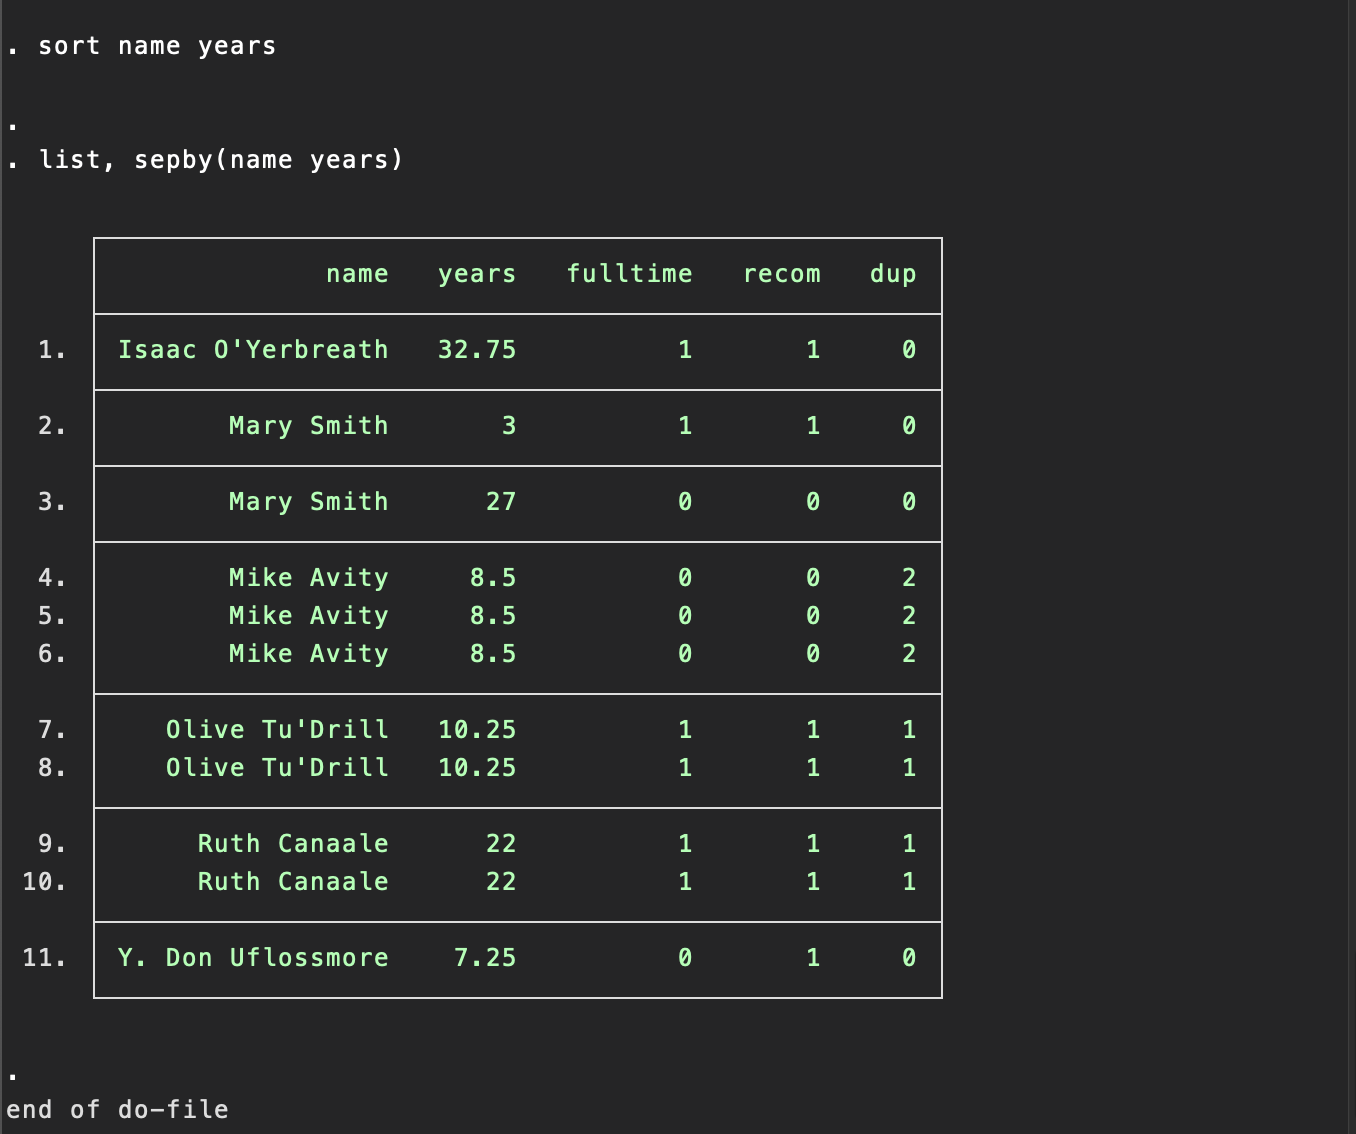 . sort name years
.
. list, sepby(name years)
name years fulltime recom dup
1. Isaac O'Yerbreath 32.75 1 1 0
2. Mary Smith 3 1 1 0
3. Mary Smith 27 0 0 0
4. Mike Avity 8.5 0 0 2
5. Mike Avity 8.5 0 0 2
6. Mike Avity 8.5 0 0 2
7. Olive Tu'Drill 10.25 1 1 1
8. Olive Tu'Drill 10.25 1 1 1
9. Ruth Canaale 22 1 1 1
10. Ruth Canaale 22 1 1 1
11. Y. Don Uflossmore 7.25 0 1 0
.
end of do-file